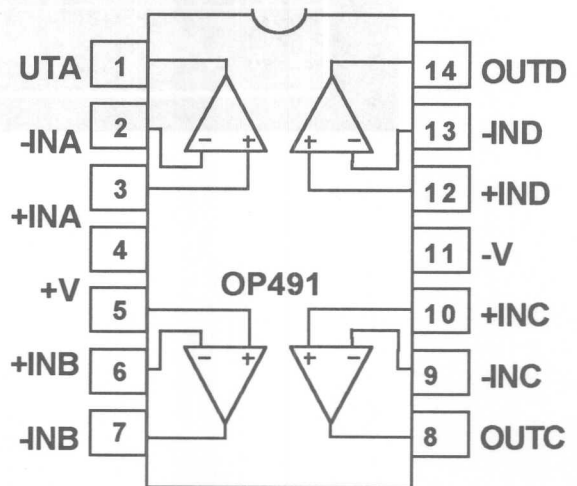 UTA 1 14 OUTD
-INA 2 13 -IND
3 12 +IND
+INA
4 11 -V
+V OP491
5 10 +INC
+INB 6 9 -INC
-INB 7 8 OUTC
- + + -
- + + -